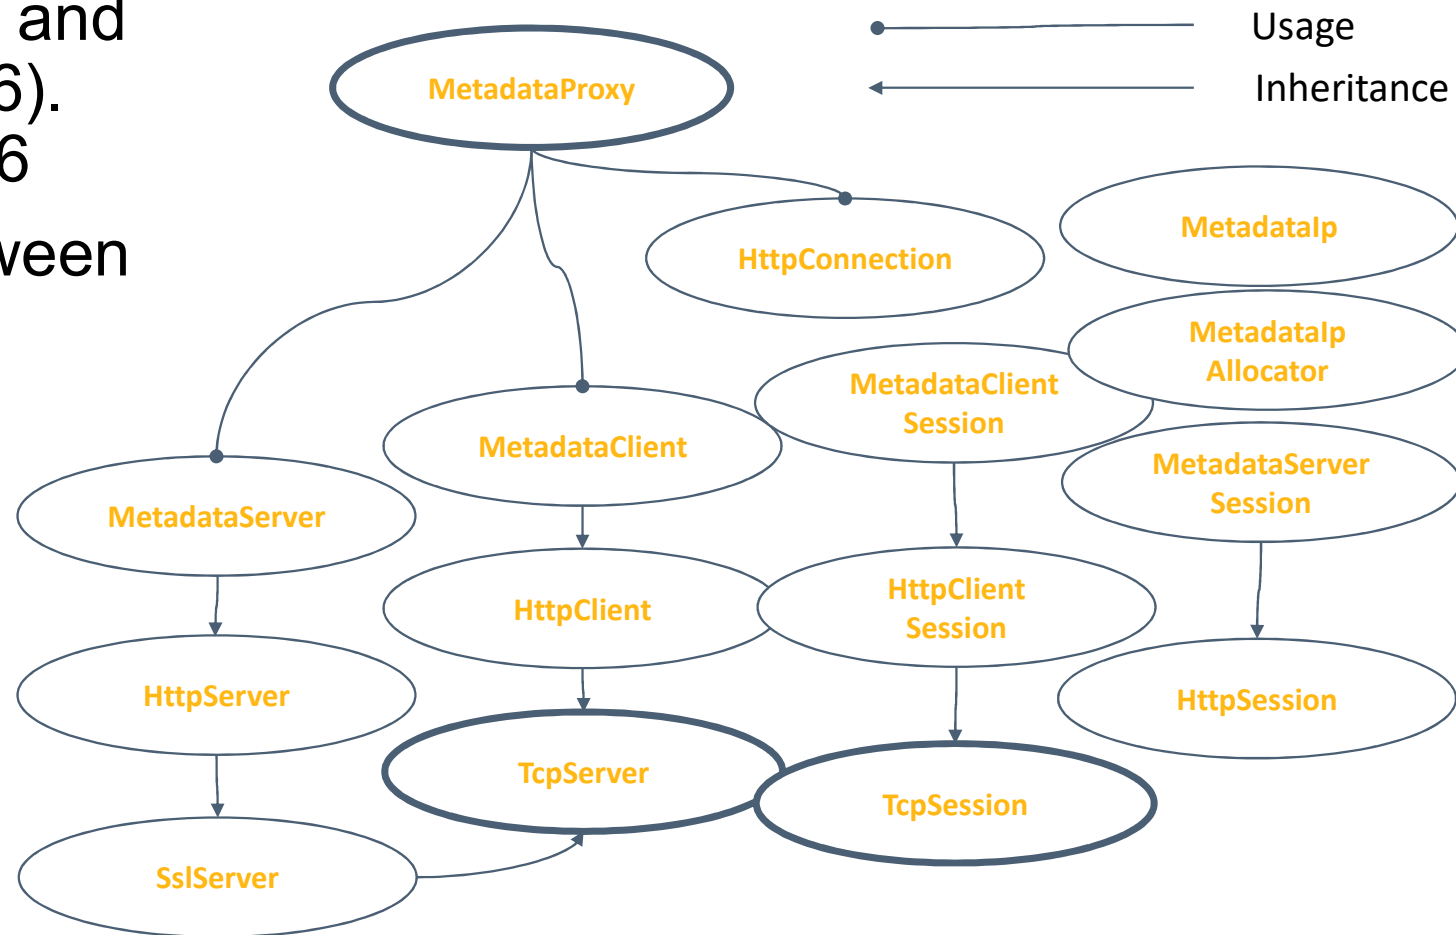 and
6).
6
ween
Usage
Inheritance
MetadataProxy
HttpConnection
MetadataIp
MetadataIp
Allocator
MetadataClient
Session
MetadataClient
MetadataServer
Session
MetadataServer
HttpClient
HttpClient
Session
HttpServer
HttpSession
TcpServer
TcpSession
SslServer